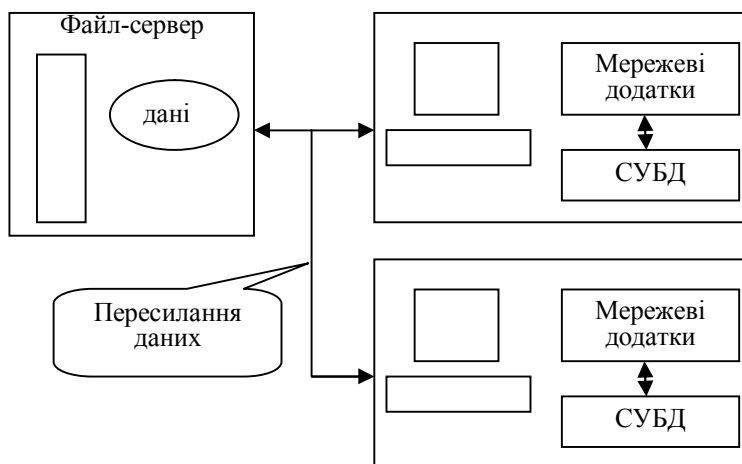 Файл-сервер
дані
Мережеві
додатки
СУБД
Пересилання
даних
Мережеві
додатки
СУБД